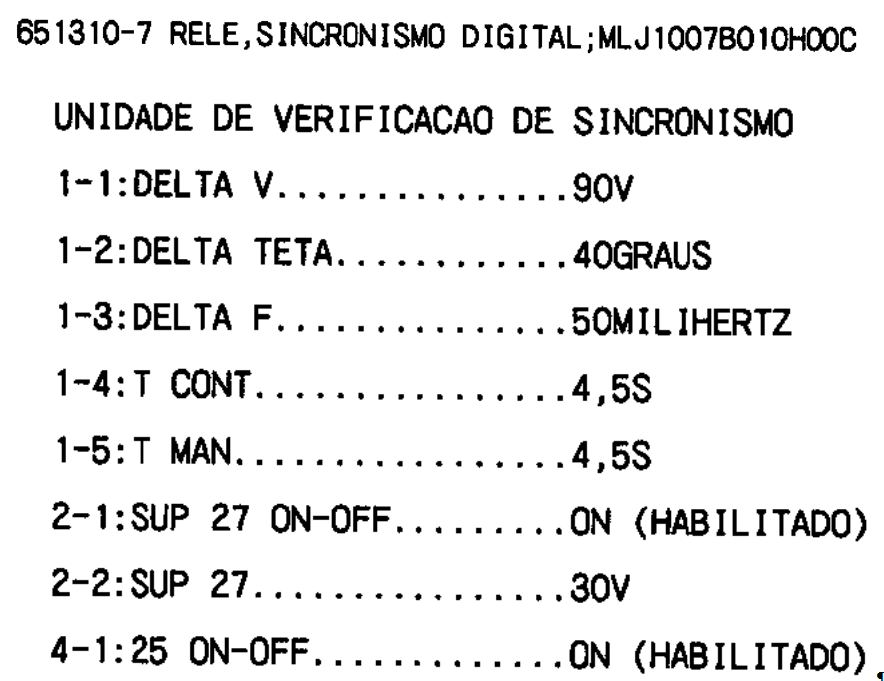 651310-7 RELE,SINCRONISMO DIGITAL;MLJ1007B010H00C
UNIDADE DE VERIFICACAO DE SINCRONISMO
1-1:DELTA V...............90V
1-2:DELTA TETA............40GRAUS
1-3:DELTA F...............50MILIHERTZ
1-4:T CONT................4,5S
1-5:T MAN.................4,5S
2-1:SUP 27 ON-OFF.........ON (HABILITADO)
2-2:SUP 27................30V
4-1:25 ON-OFF.............ON (HABILITADO)